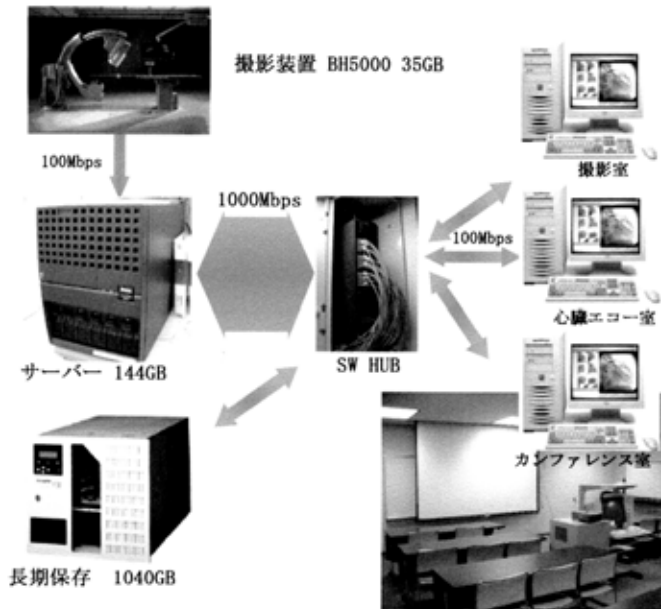 撮影装置 BH5000 35GB
100Mbps
撮影室
1000Mbps
100Mbps
心臓エコー室
サーバー 144GB
SW HUB
カンファレンス室
長期保存 1040GB